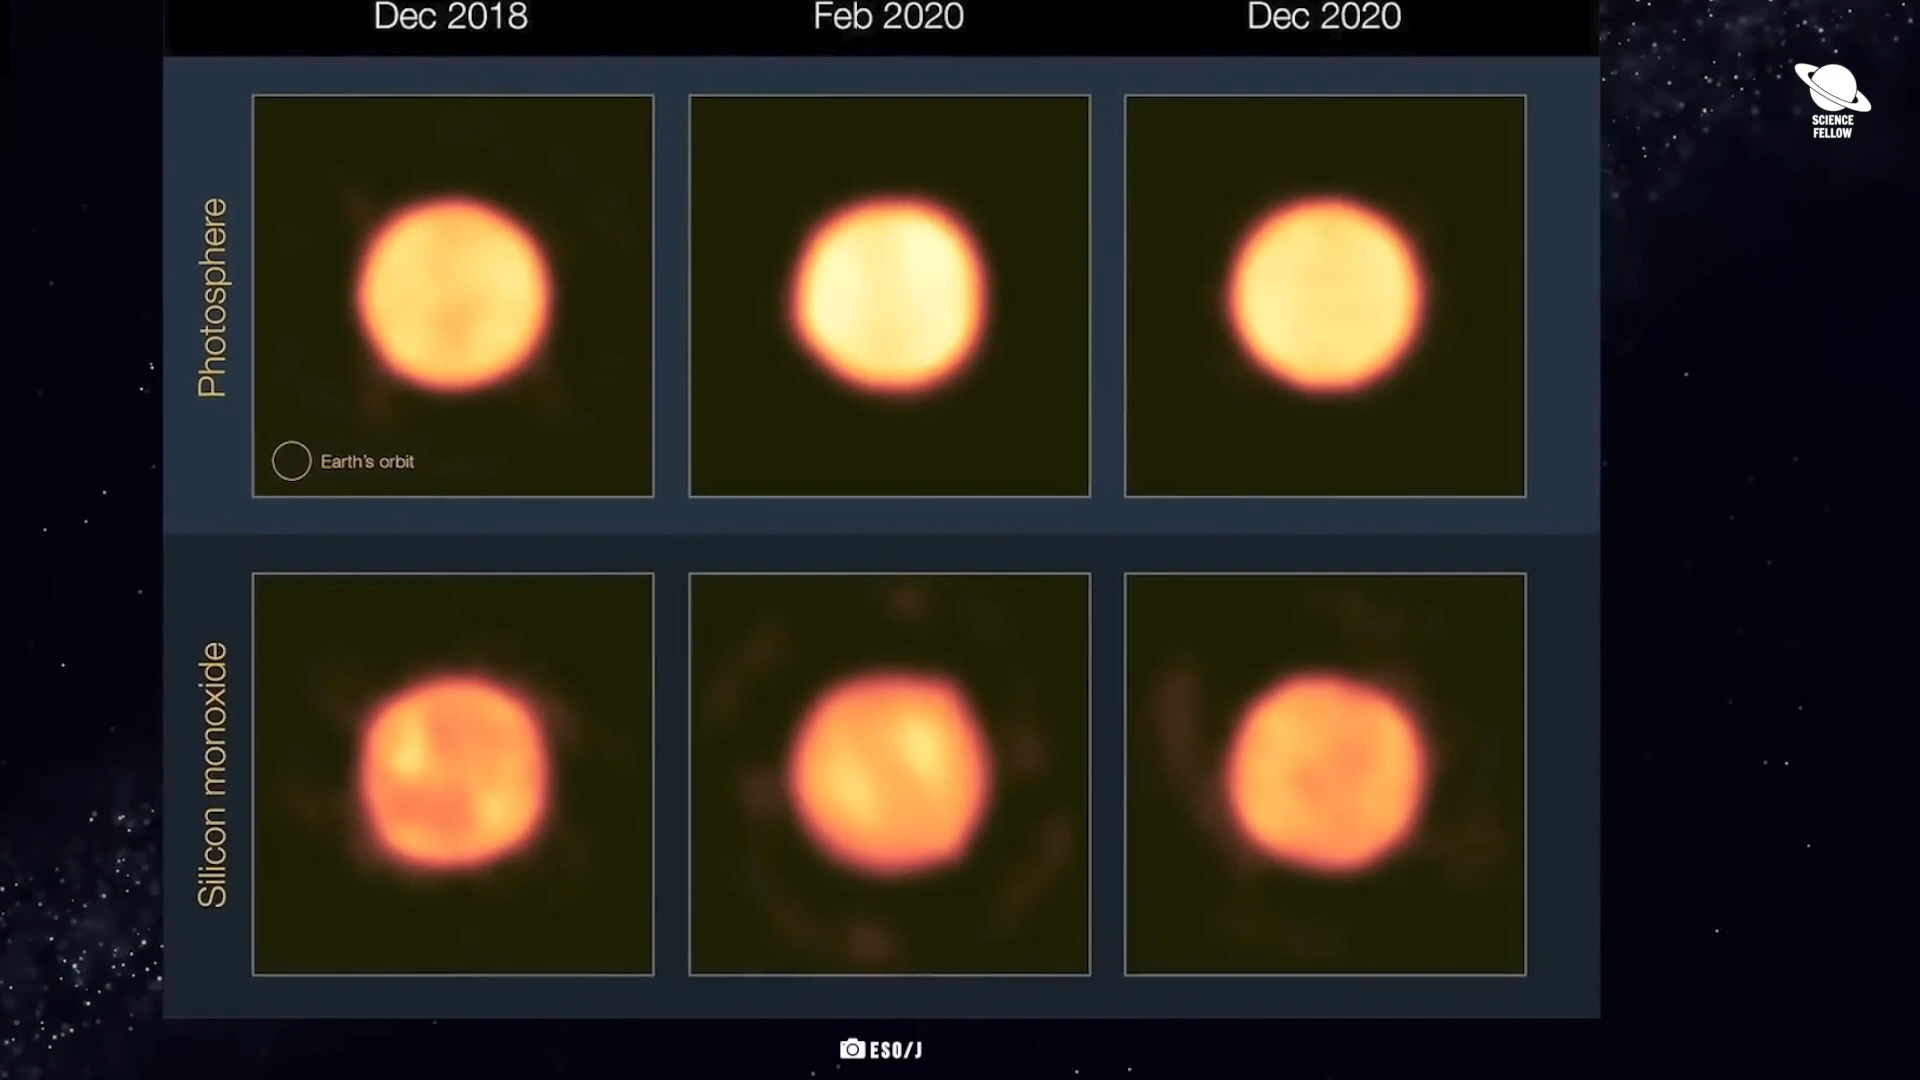 Dec 2018
Feb 2020
Dec 2020
SCIENCE
FELLOW
Photosphere
Earth's orbit
Silicon monoxide
ESO/J